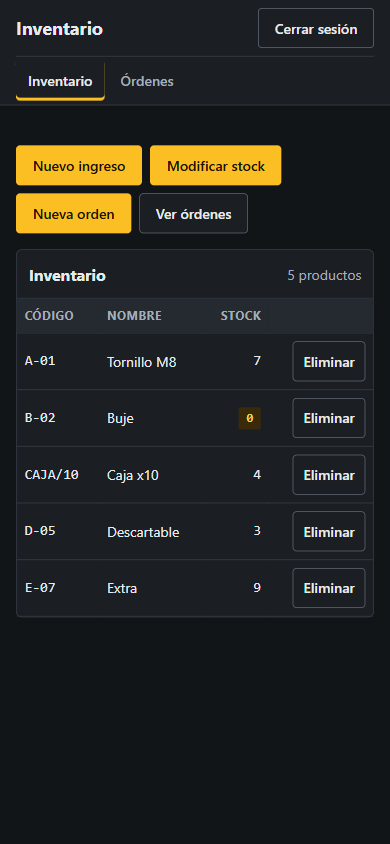 Inventario
Cerrar sesión
Inventario Órdenes
Nuevo ingreso Modificar stock
Nueva orden Ver órdenes
Inventario 5 productos
CÓDIGO NOMBRE STOCK
A-01 Tornillo M8 7 Eliminar
B-02 Buje 0 Eliminar
CAJA/10 Caja x10 4 Eliminar
D-05 Descartable 3 Eliminar
E-07 Extra 9 Eliminar